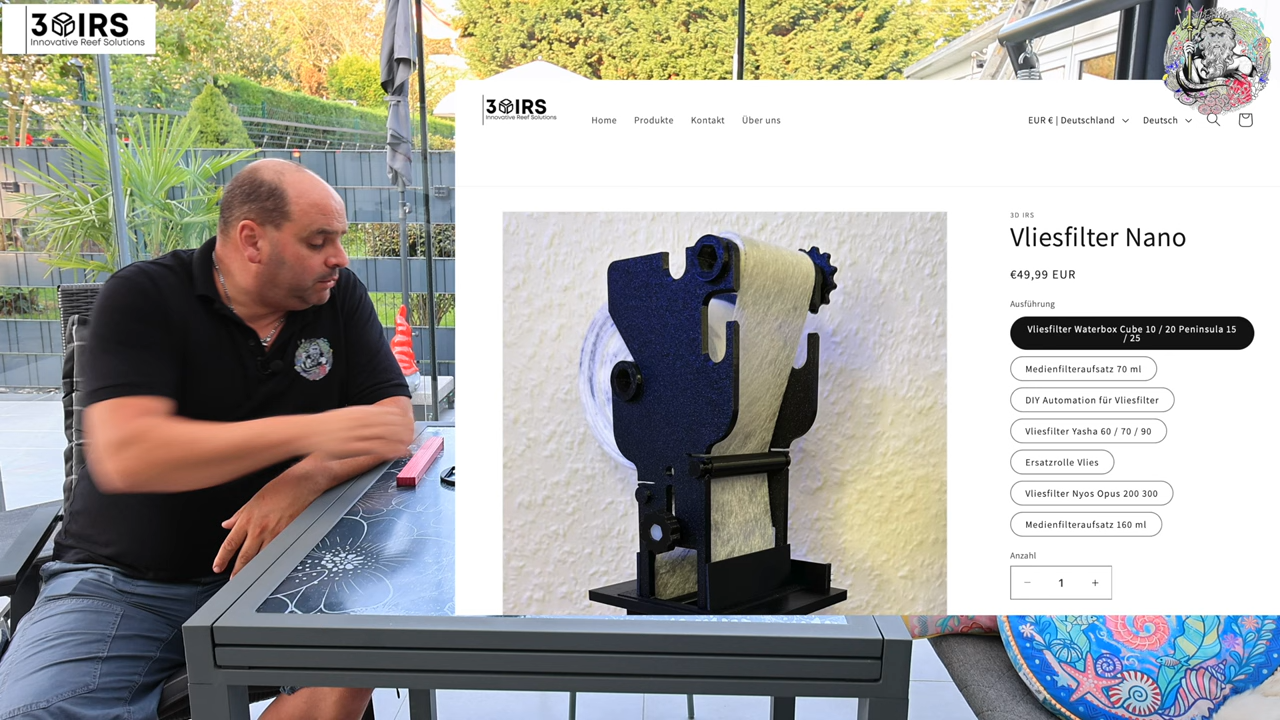 3DIRS
Innovative Reef Solutions
3DIRS
Innovative Reef Solutions
Home Produkte Kontakt Über uns
EUR € | Deutschland Deutsch
3D IRS
Vliesfilter Nano
€49,99 EUR
Ausführung
Vliesfilter Waterbox Cube 10 / 20 Peninsula 15
/ 25
Medienfilteraufsatz 70 ml
DIY Automation für Vliesfilter
Vliesfilter Yasha 60 / 70 / 90
Ersatzrolle Vlies
Vliesfilter Nyos Opus 200 300
Medienfilteraufsatz 160 ml
Anzahl
− 1 +